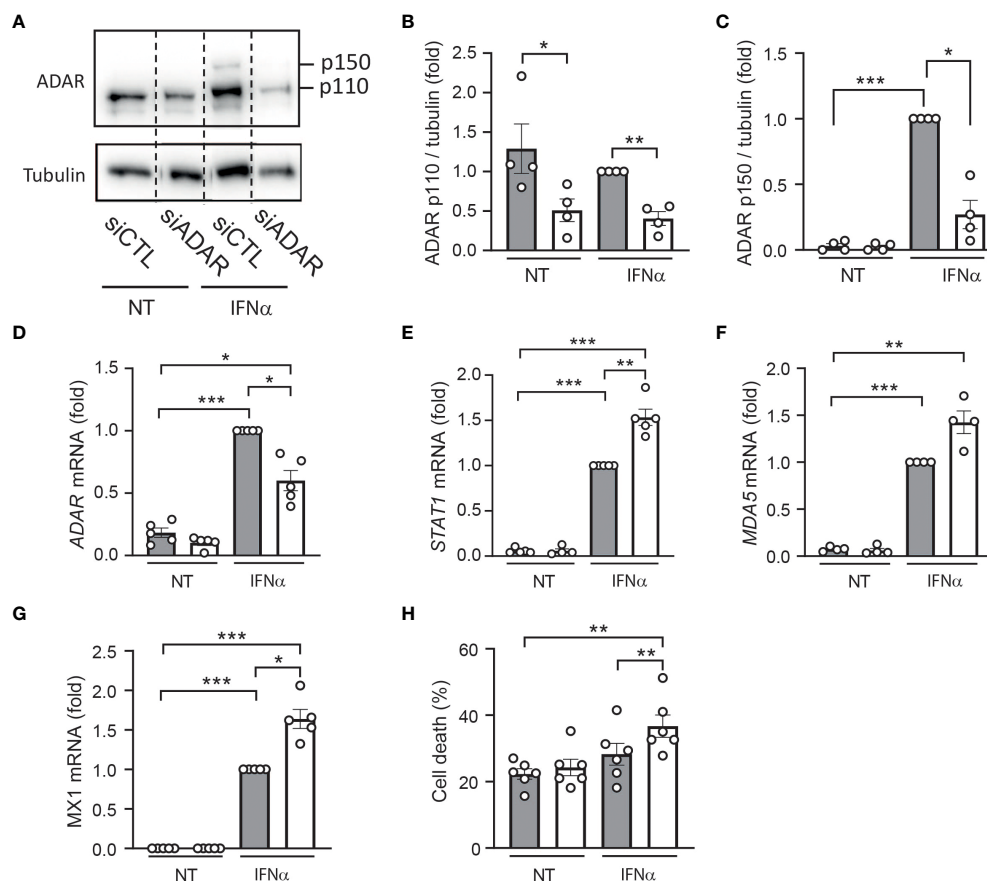 A
ADAR
p150
p110
Tubulin
siCTL
siADAR
siCTL
siADAR
NT
IFNα
B
ADAR p110 / tubulin (fold)
2.5
2.0
1.5
1.0
0.5
0.0
*
**
NT
IFNα
C
ADAR p150 / tubulin (fold)
1.5
1.0
0.5
0.0
***
*
NT
IFNα
D
ADAR mRNA (fold)
1.5
1.0
0.5
0.0
*
*
***
NT
IFNα
E
STAT1 mRNA (fold)
2.0
1.5
1.0
0.5
0.0
***
**
***
NT
IFNα
F
MDA5 mRNA (fold)
2.0
1.5
1.0
0.5
0.0
**
***
NT
IFNα
G
MX1 mRNA (fold)
2.5
2.0
1.5
1.0
0.5
0.0
***
*
***
NT
IFNα
H
Cell death (%)
60
40
20
0
**
**
NT
IFNα